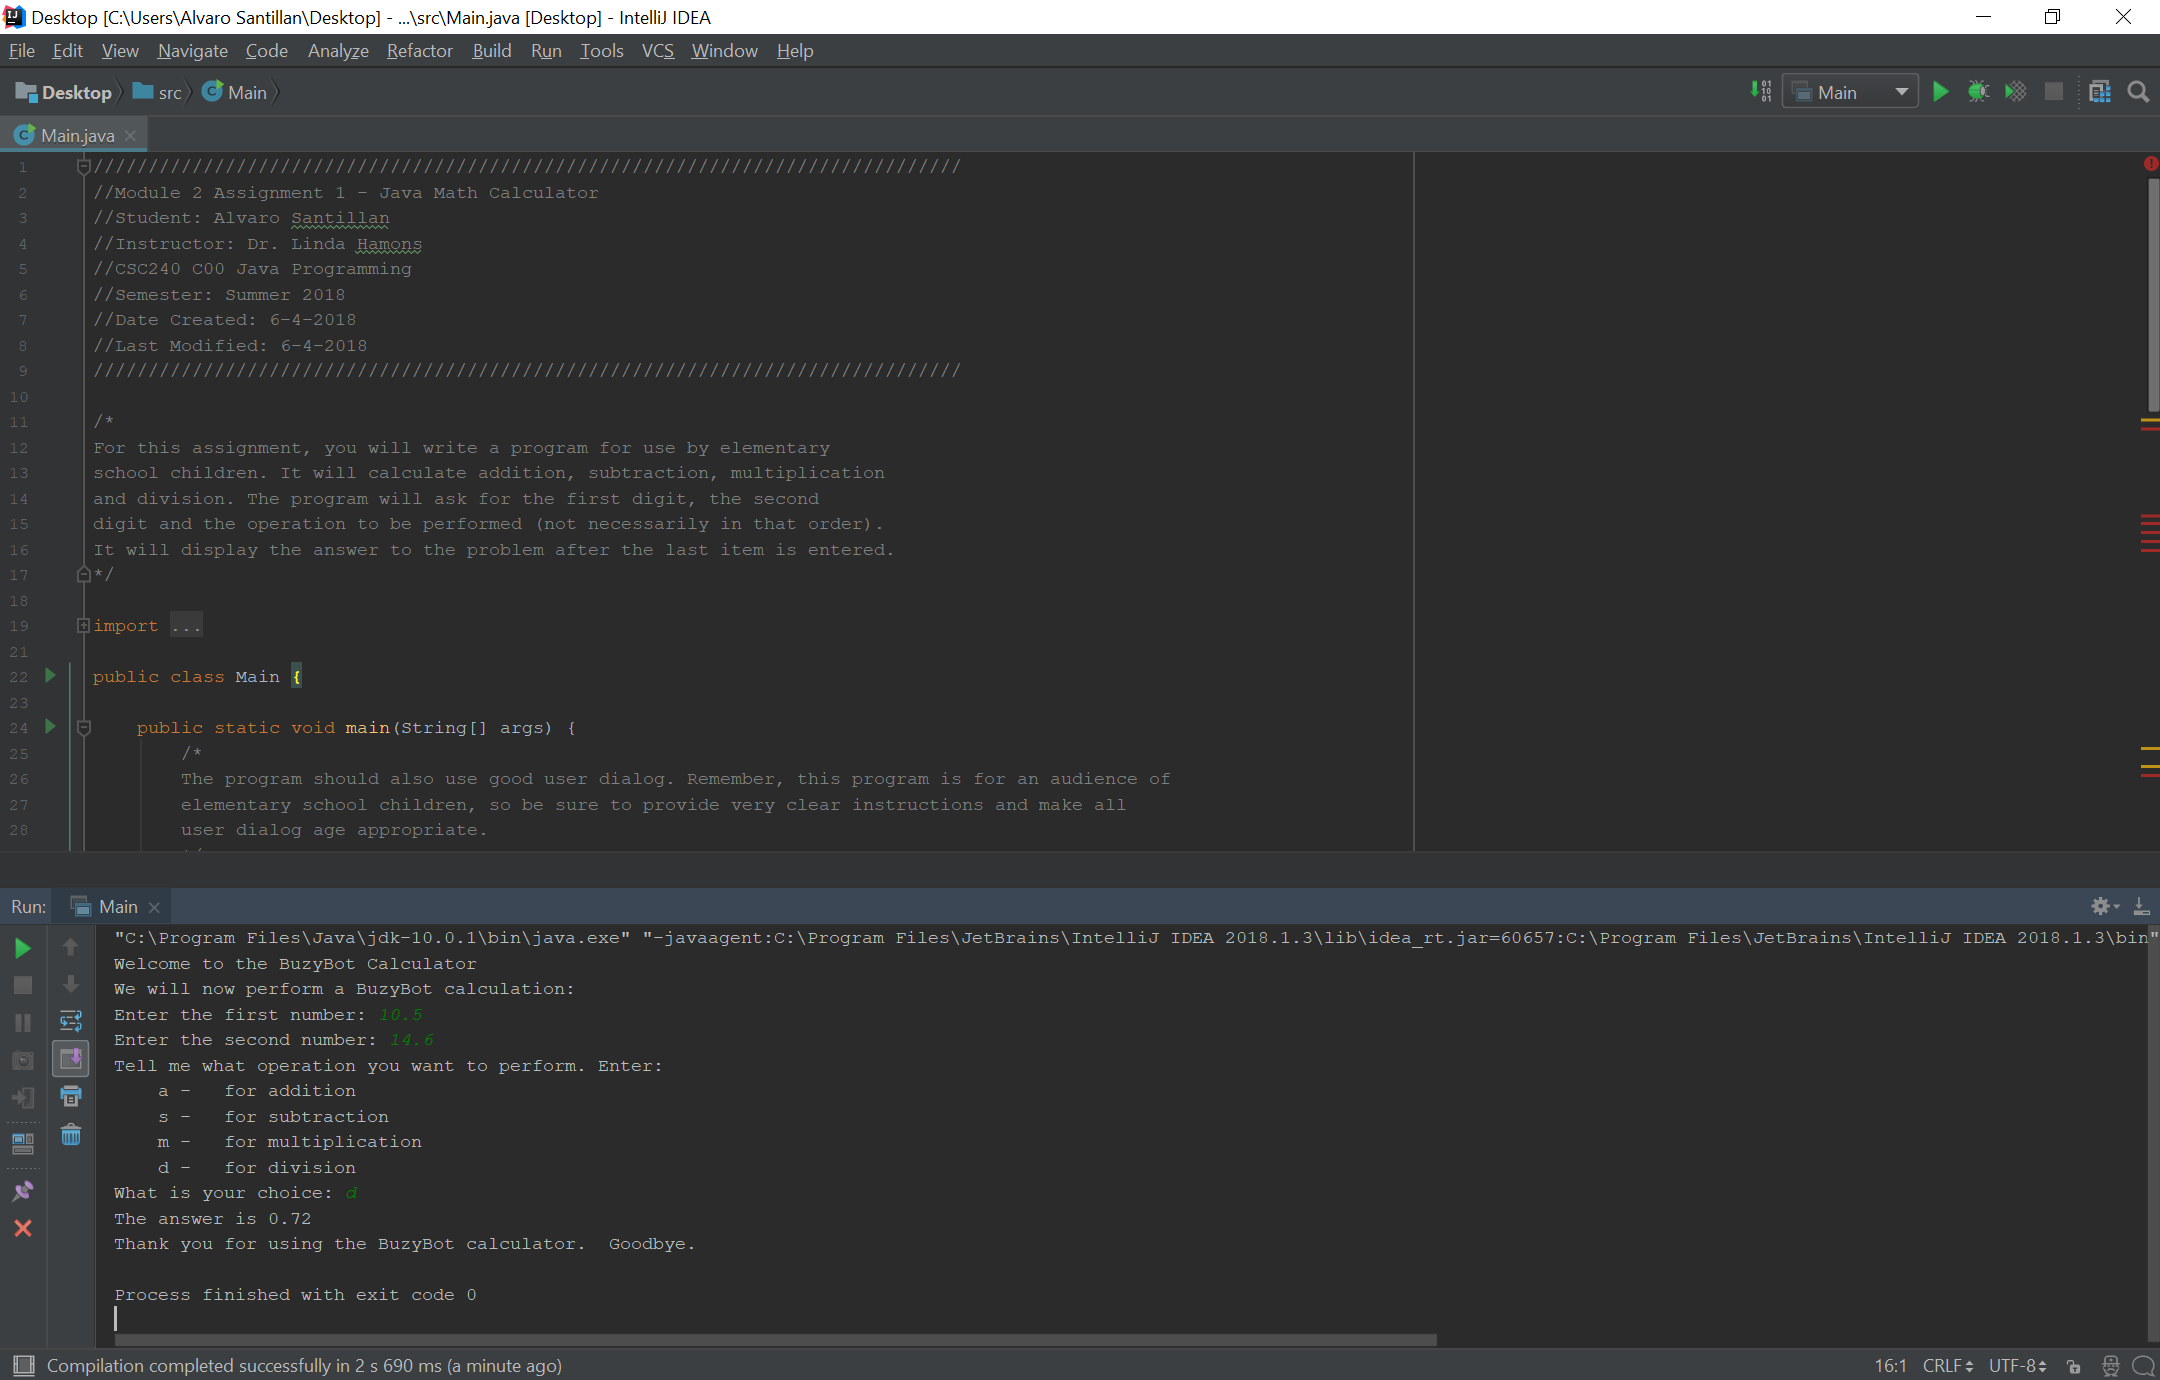 Desktop [C:\Users\Alvaro Santillan\Desktop] - ...\src\Main.java [Desktop] - IntelliJ IDEA
File Edit View Navigate Code Analyze Refactor Build Run Tools VCS Window Help
Desktop src Main Main
Main.java
1 ///////////////////////////////////////////////////////////////////////////////
2 //Module 2 Assignment 1 - Java Math Calculator
3 //Student: Alvaro Santillan
4 //Instructor: Dr. Linda Hamons
5 //CSC240 C00 Java Programming
6 //Semester: Summer 2018
7 //Date Created: 6-4-2018
8 //Last Modified: 6-4-2018
9 ///////////////////////////////////////////////////////////////////////////////
10
11 /*
12 For this assignment, you will write a program for use by elementary
13 school children. It will calculate addition, subtraction, multiplication
14 and division. The program will ask for the first digit, the second
15 digit and the operation to be performed (not necessarily in that order).
16 It will display the answer to the problem after the last item is entered.
17 */
18
19 import ...
21
22 public class Main {
23
24 public static void main(String[] args) {
25 /*
26 The program should also use good user dialog. Remember, this program is for an audience of
27 elementary school children, so be sure to provide very clear instructions and make all
28 user dialog age appropriate.
Run: Main
"C:\Program Files\Java\jdk-10.0.1\bin\java.exe" "-javaagent:C:\Program Files\JetBrains\IntelliJ IDEA 2018.1.3\lib\idea_rt.jar=60657:C:\Program Files\JetBrains\IntelliJ IDEA 2018.1.3\bin"
Welcome to the BuzyBot Calculator
We will now perform a BuzyBot calculation:
Enter the first number: 10.5
Enter the second number: 14.6
Tell me what operation you want to perform. Enter:
a - for addition
s - for subtraction
m - for multiplication
d - for division
What is your choice: d
The answer is 0.72
Thank you for using the BuzyBot calculator.  Goodbye.
Process finished with exit code 0
Compilation completed successfully in 2 s 690 ms (a minute ago) 16:1 CRLF UTF-8